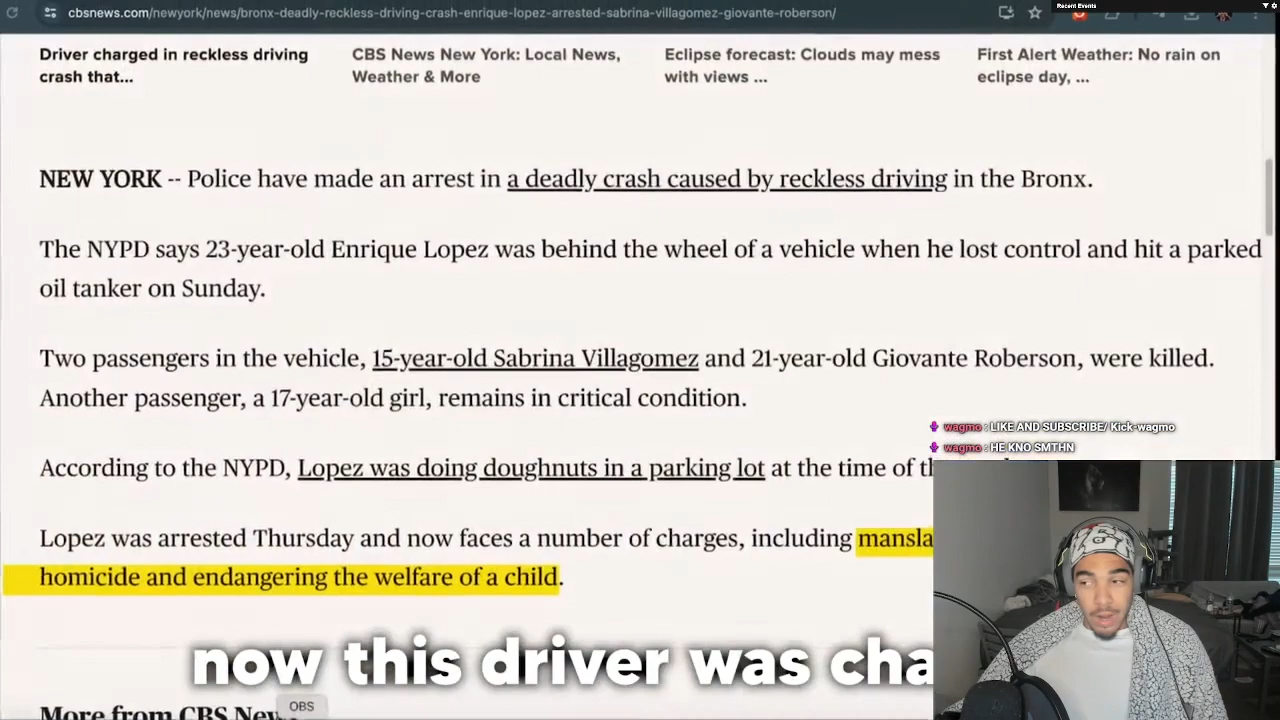 cbsnews.com/newyork/news/bronx-deadly-reckless-driving-crash-enrique-lopez-arrested-sabrina-villagomez-giovante-roberson/
Recent Events
Driver charged in reckless driving
crash that...
CBS News New York: Local News,
Weather & More
Eclipse forecast: Clouds may mess
with views ...
First Alert Weather: No rain on
eclipse day, ...
NEW YORK -- Police have made an arrest in a deadly crash caused by reckless driving in the Bronx.
The NYPD says 23-year-old Enrique Lopez was behind the wheel of a vehicle when he lost control and hit a parked
oil tanker on Sunday.
Two passengers in the vehicle, 15-year-old Sabrina Villagomez and 21-year-old Giovante Roberson, were killed.
Another passenger, a 17-year-old girl, remains in critical condition.
wagmo : LIKE AND SUBSCRIBE/ Kick-wagmo
wagmo : HE KNO SMTHN
According to the NYPD, Lopez was doing doughnuts in a parking lot at the time of
Lopez was arrested Thursday and now faces a number of charges, including
homicide and endangering the welfare of a child.
now this driver was cha
OBS
More from CBS